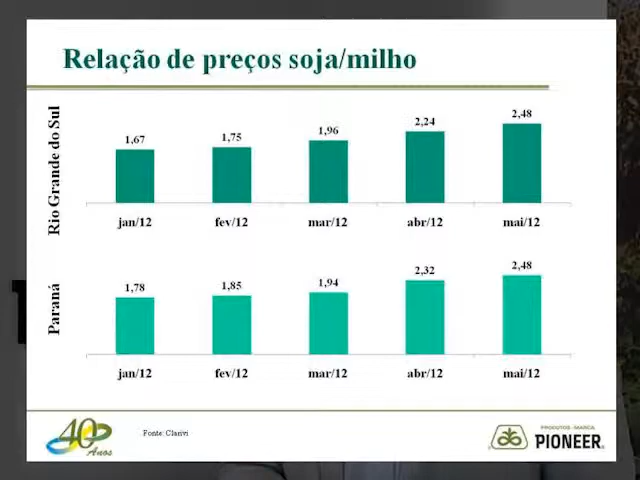 Relação de preços soja/milho
Rio Grande do Sul
1,67
1,75
1,96
2,24
2,48
jan/12
fev/12
mar/12
abr/12
mai/12
Paraná
1,78
1,85
1,94
2,32
2,48
jan/12
fev/12
mar/12
abr/12
mai/12
40
Anos
Fonte: Clarivi
PRODUTOS - MARCA
PIONEER